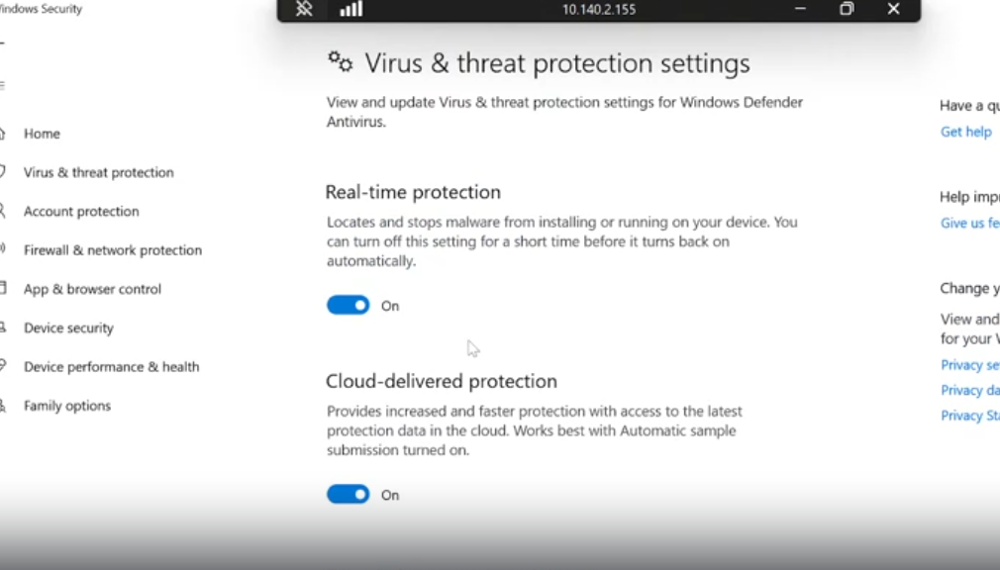 indows Security
10.140.2.155
Virus & threat protection settings
View and update Virus & threat protection settings for Windows Defender
Antivirus.
Home
Virus & threat protection
Account protection
Firewall & network protection
App & browser control
Device security
Device performance & health
Family options
Real-time protection
Locates and stops malware from installing or running on your device. You
can turn off this setting for a short time before it turns back on
automatically.
On
Cloud-delivered protection
Provides increased and faster protection with access to the latest
protection data in the cloud. Works best with Automatic sample
submission turned on.
On
Have a qu
Get help
Help impr
Give us fe
Change y
View and
for your W
Privacy se
Privacy da
Privacy Sta